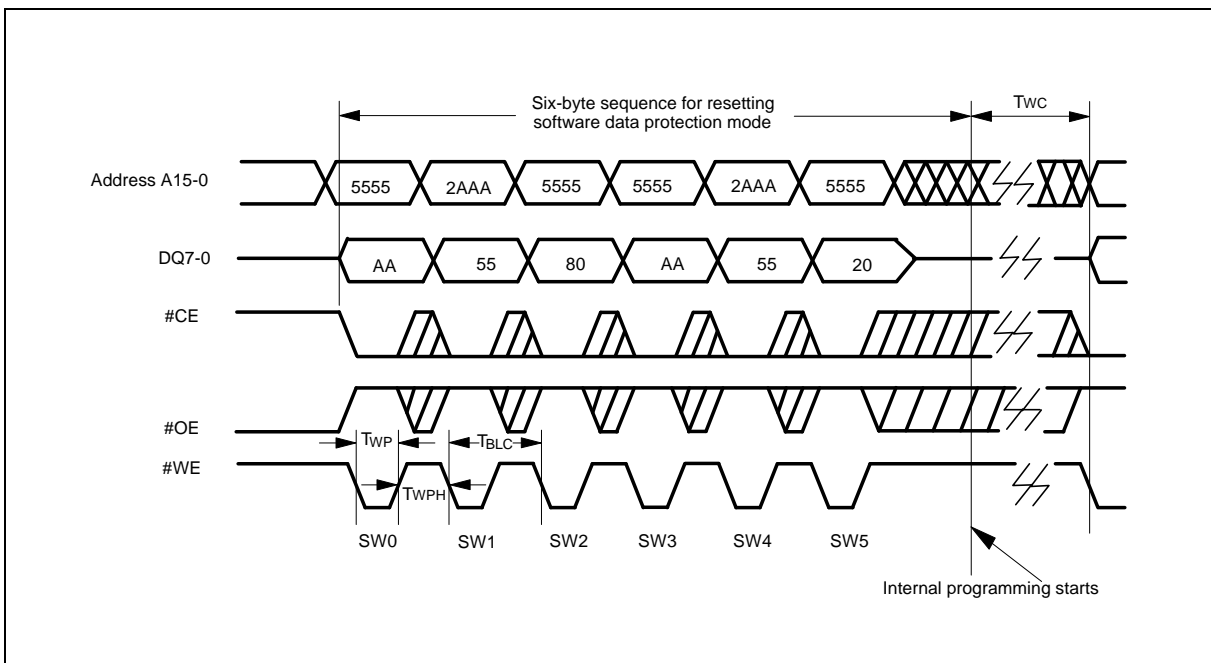 Six-byte sequence for resetting
software data protection mode
TWC
Address A15-0
5555 2AAA 5555 5555 2AAA 5555
DQ7-0
AA 55 80 AA 55 20
#CE
#OE
TWP TBLC
#WE
TWPH
SW0 SW1 SW2 SW3 SW4 SW5
Internal programming starts